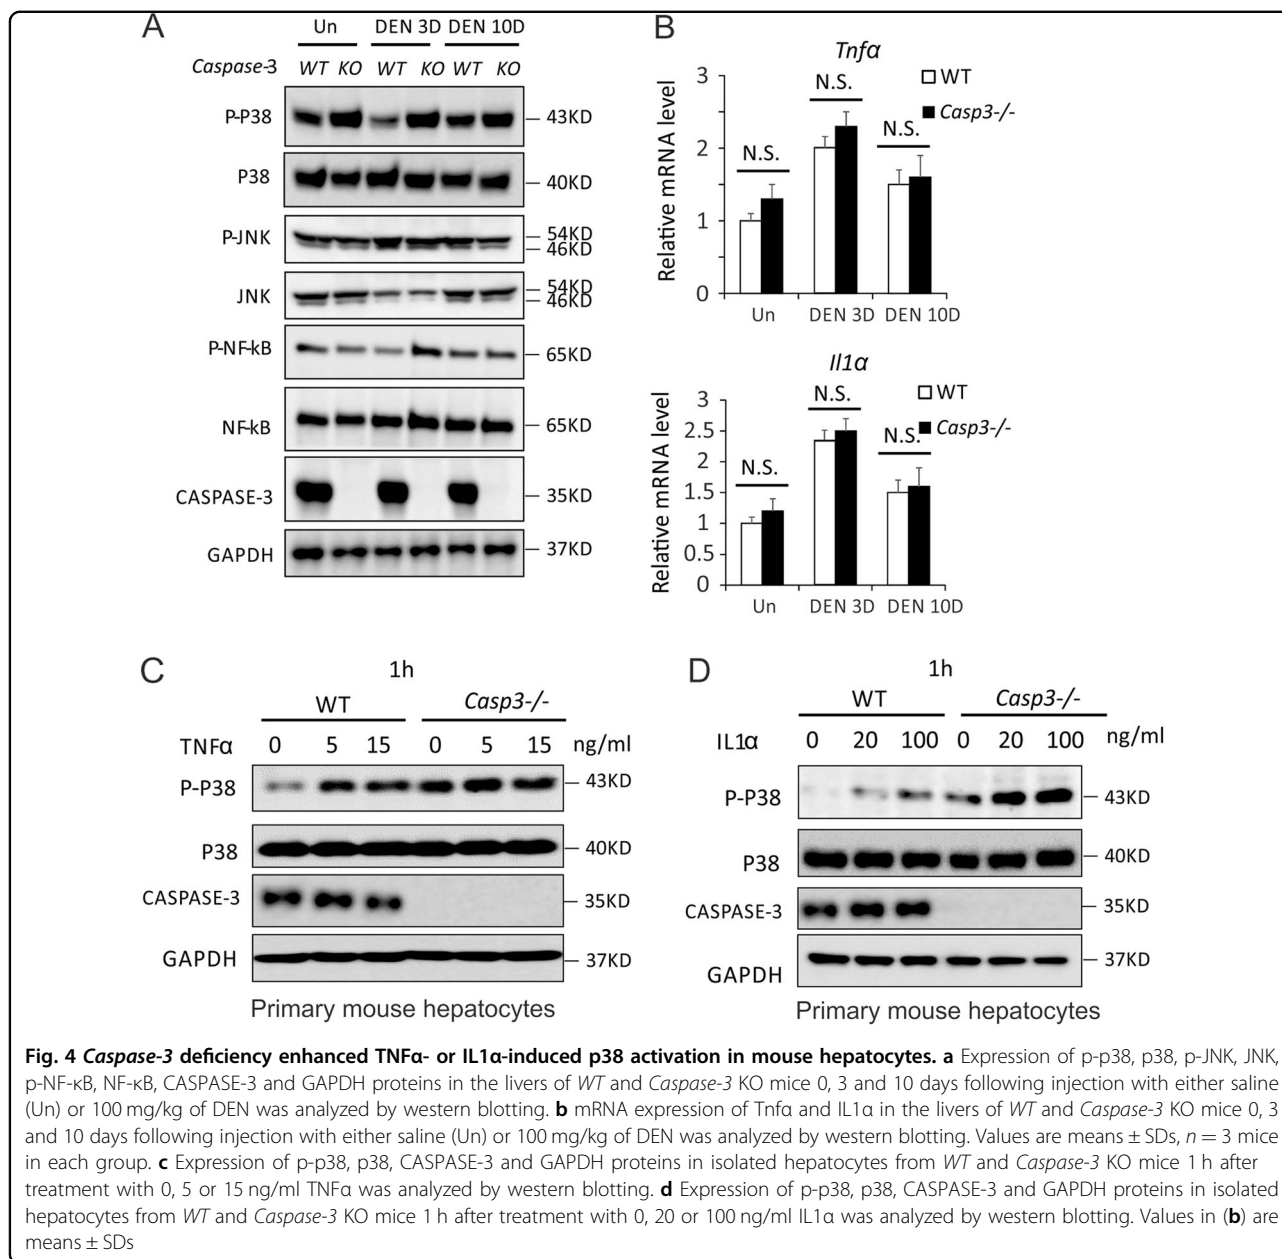 A
Un DEN 3D DEN 10D
Caspase-3 WT KO WT KO WT KO
P-P38 43KD
P38 40KD
P-JNK 54KD
46KD
JNK 54KD
46KD
P-NF-kB 65KD
NF-kB 65KD
CASPASE-3 35KD
GAPDH 37KD
B
Tnfα
Relative mRNA level
3
2
1
0
N.S.
N.S.
N.S.
WT
Casp3-/-
Un DEN 3D DEN 10D
Il1α
Relative mRNA level
3
2.5
2
1.5
1
0.5
0
N.S.
N.S.
N.S.
WT
Casp3-/-
Un DEN 3D DEN 10D
C
1h
WT Casp3-/-
TNFα 0 5 15 0 5 15 ng/ml
P-P38 43KD
P38 40KD
CASPASE-3 35KD
GAPDH 37KD
Primary mouse hepatocytes
D
1h
WT Casp3-/-
IL1α 0 20 100 0 20 100 ng/ml
P-P38 43KD
P38 40KD
CASPASE-3 35KD
GAPDH 37KD
Primary mouse hepatocytes
Fig. 4 Caspase-3 deficiency enhanced TNFα- or IL1α-induced p38 activation in mouse hepatocytes. a Expression of p-p38, p38, p-JNK, JNK,
p-NF-κB, NF-κB, CASPASE-3 and GAPDH proteins in the livers of WT and Caspase-3 KO mice 0, 3 and 10 days following injection with either saline
(Un) or 100 mg/kg of DEN was analyzed by western blotting. b mRNA expression of Tnfα and IL1α in the livers of WT and Caspase-3 KO mice 0, 3
and 10 days following injection with either saline (Un) or 100 mg/kg of DEN was analyzed by western blotting. Values are means ± SDs, n = 3 mice
in each group. c Expression of p-p38, p38, CASPASE-3 and GAPDH proteins in isolated hepatocytes from WT and Caspase-3 KO mice 1 h after
treatment with 0, 5 or 15 ng/ml TNFα was analyzed by western blotting. d Expression of p-p38, p38, CASPASE-3 and GAPDH proteins in isolated
hepatocytes from WT and Caspase-3 KO mice 1 h after treatment with 0, 20 or 100 ng/ml IL1α was analyzed by western blotting. Values in (b) are
means ± SDs